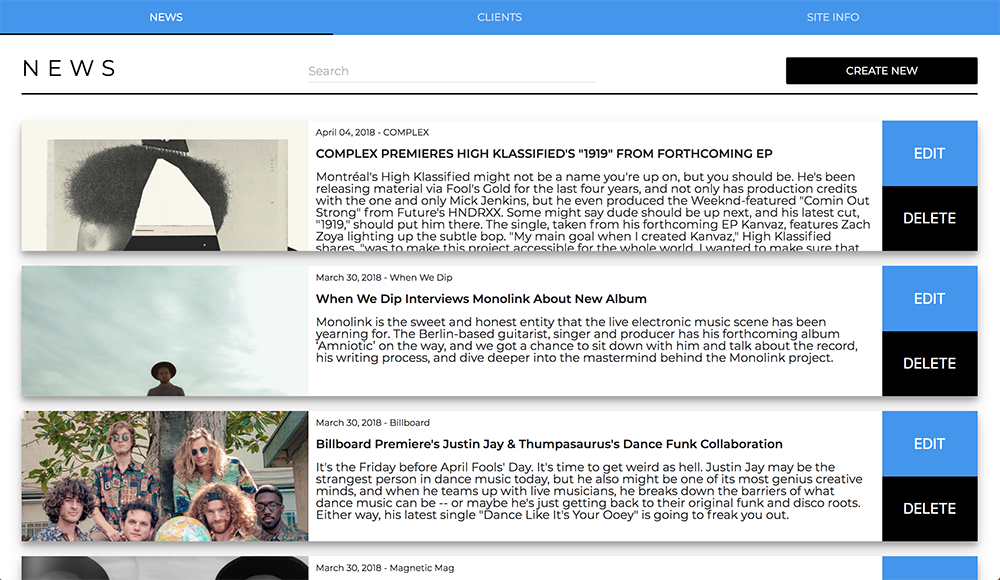 NEWS CLIENTS SITE INFO
NEWS Search CREATE NEW
April 04, 2018 - COMPLEX
COMPLEX PREMIERES HIGH KLASSIFIED'S "1919" FROM FORTHCOMING EP
Montréal's High Klassified might not be a name you're up on, but you should be. He's been
releasing material via Fool's Gold for the last four years, and not only has production credits
with the one and only Mick Jenkins, but he even produced the Weeknd-featured "Comin Out
Strong" from Future's HNDRXX. Some might say dude should be up next, and his latest cut,
"1919," should put him there. The single, taken from his forthcoming EP Kanvaz, features Zach
Zoya lighting up the subtle bop. "My main goal when I created Kanvaz," High Klassified
shares, "was to make this project accessible for the whole world. I wanted to make sure that
EDIT
DELETE
March 30, 2018 - When We Dip
When We Dip Interviews Monolink About New Album
Monolink is the sweet and honest entity that the live electronic music scene has been
yearning for. The Berlin-based guitarist, singer and producer has his forthcoming album
‘Amniotic’ on the way, and we got a chance to sit down with him and talk about the record,
his writing process, and dive deeper into the mastermind behind the Monolink project.
EDIT
DELETE
March 30, 2018 - Billboard
Billboard Premiere's Justin Jay & Thumpasaurus's Dance Funk Collaboration
It's the Friday before April Fools' Day. It's time to get weird as hell. Justin Jay may be the
strangest person in dance music today, but he also might be one of its most genius creative
minds, and when he teams up with live musicians, he breaks down the barriers of what
dance music can be -- or maybe he's just getting back to their original funk and disco roots.
Either way, his latest single "Dance Like It's Your Ooey" is going to freak you out.
EDIT
DELETE
March 30, 2018 - Magnetic Mag